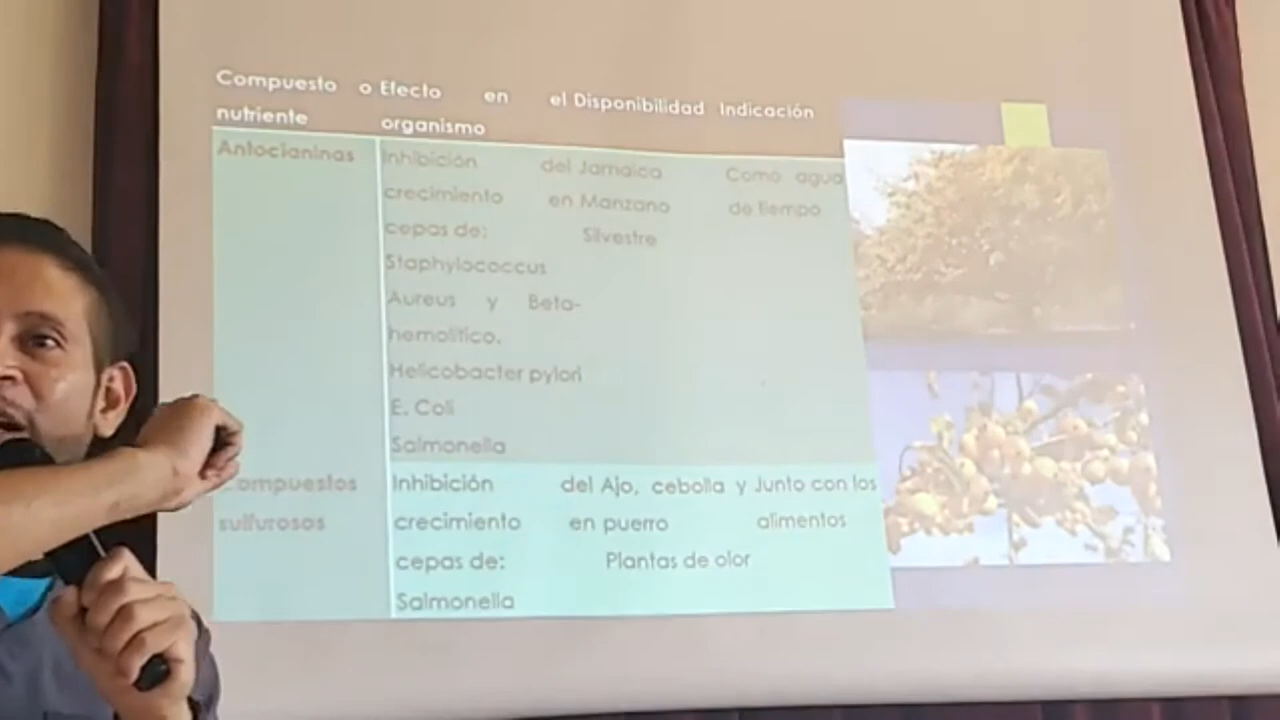 Compuesto o Efecto en el Disponibilidad Indicación
nutriente organismo
Antocianinas Inhibición del Jamaica Como agua
crecimiento en Manzano de tiempo
cepas de: Silvestre
Staphylococcus
Aureus y Beta-
hemolítico.
Helicobacter pylori
E. Coli
Salmonella
Compuestos Inhibición del Ajo, cebolla y Junto con los
sulfurosos crecimiento en puerro alimentos
cepas de: Plantas de olor
Salmonella